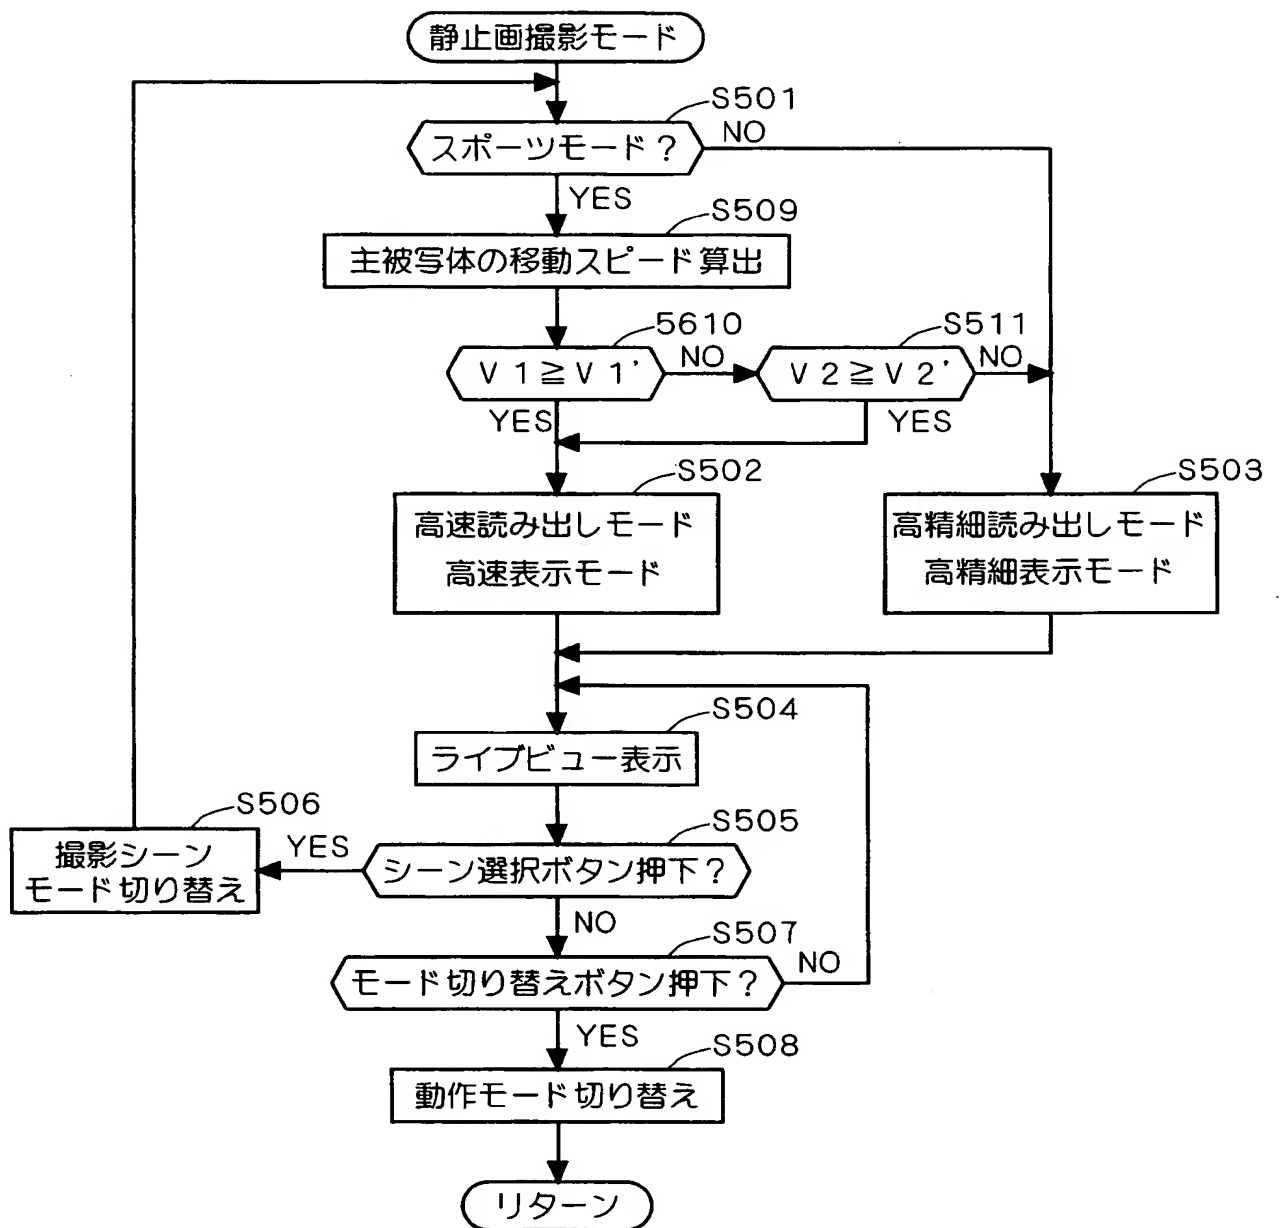 静止画撮影モード
S501
スポーツモード?
NO
YES
S509
主被写体の移動スピード算出
5610
V1≧V1'
NO
S511
V2≧V2'
NO
YES
YES
S502
高速読み出しモード
高速表示モード
S503
高精細読み出しモード
高精細表示モード
S504
ライブビュー表示
S506
撮影シーン
モード切り替え
YES
S505
シーン選択ボタン押下?
NO
S507
モード切り替えボタン押下?
NO
YES
S508
動作モード切り替え
リターン